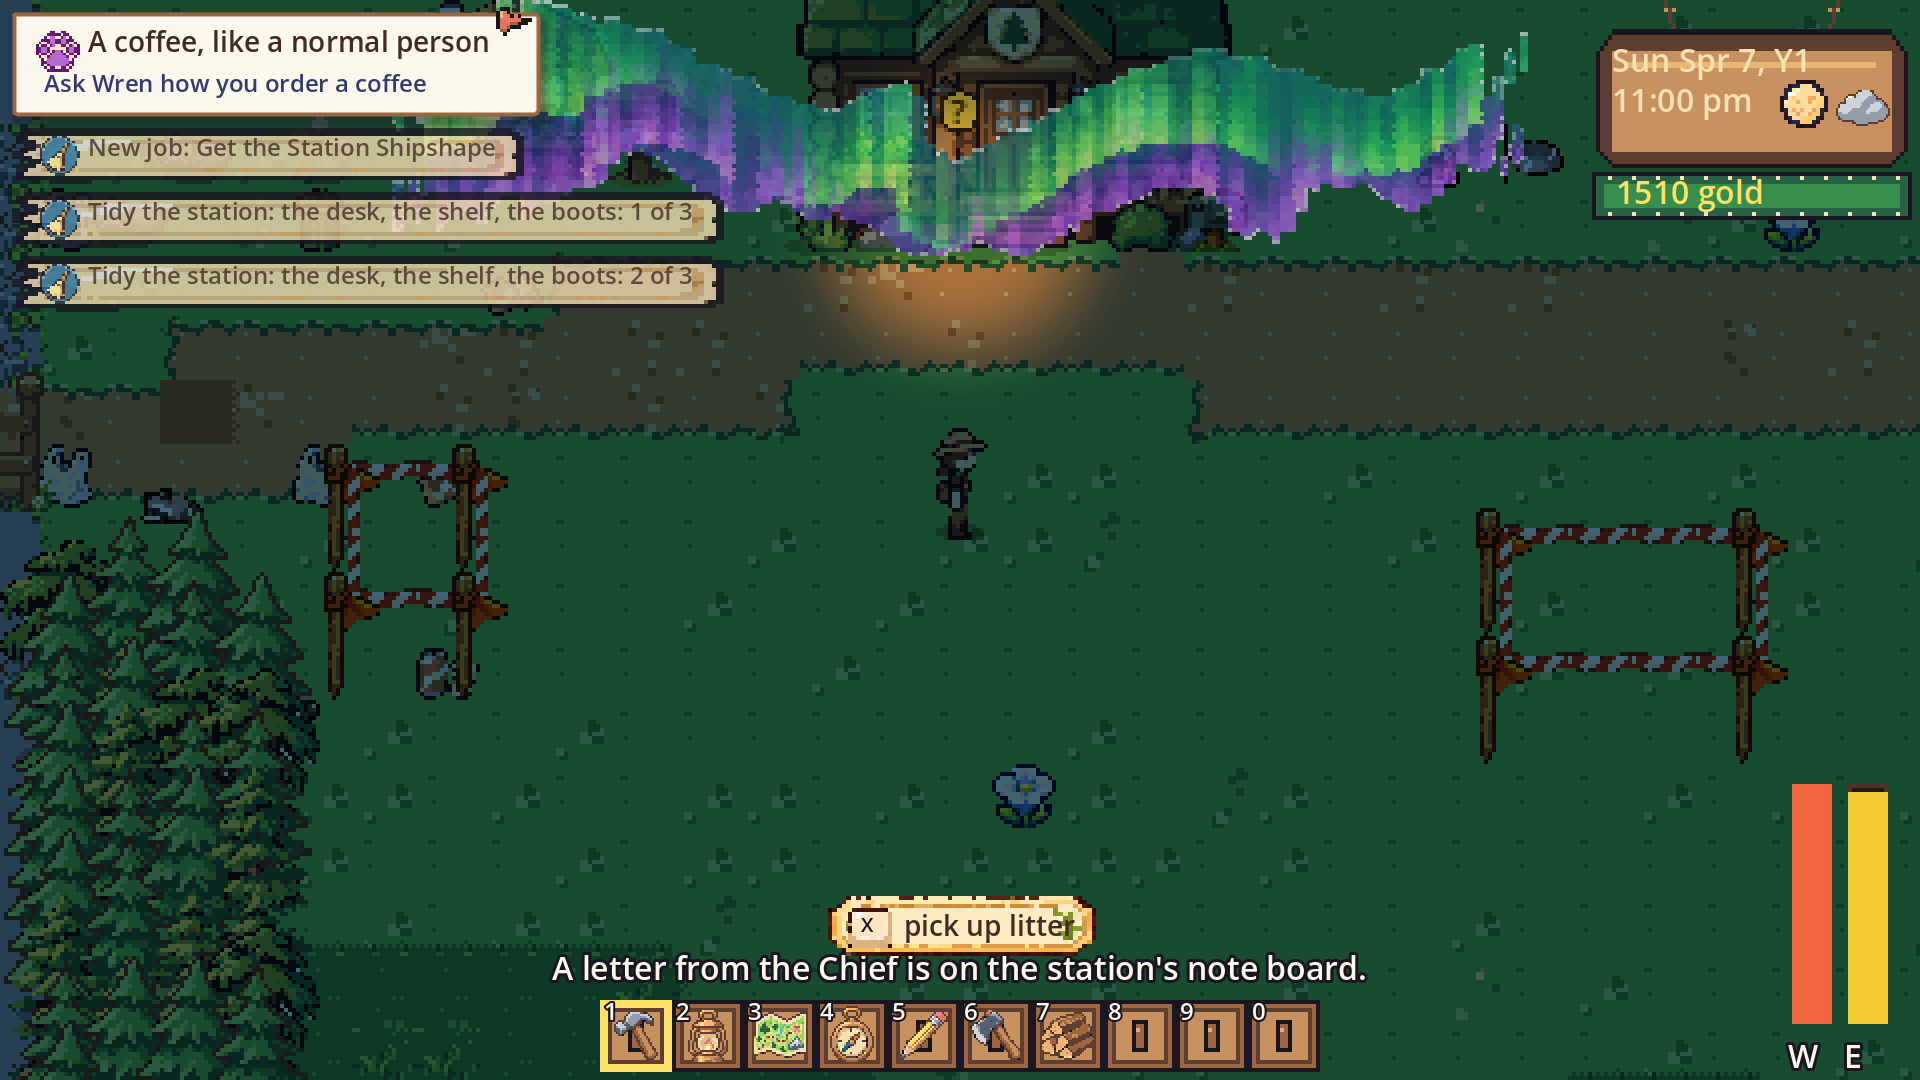 A coffee, like a normal person
Ask Wren how you order a coffee
New job: Get the Station Shipshape
Tidy the station: the desk, the shelf, the boots: 1 of 3
Tidy the station: the desk, the shelf, the boots: 2 of 3
Sun Spr 7, Y1
11:00 pm
1510 gold
?
X pick up litter
A letter from the Chief is on the station's note board.
1 2 3 4 5 6 7 8 9 0
W E